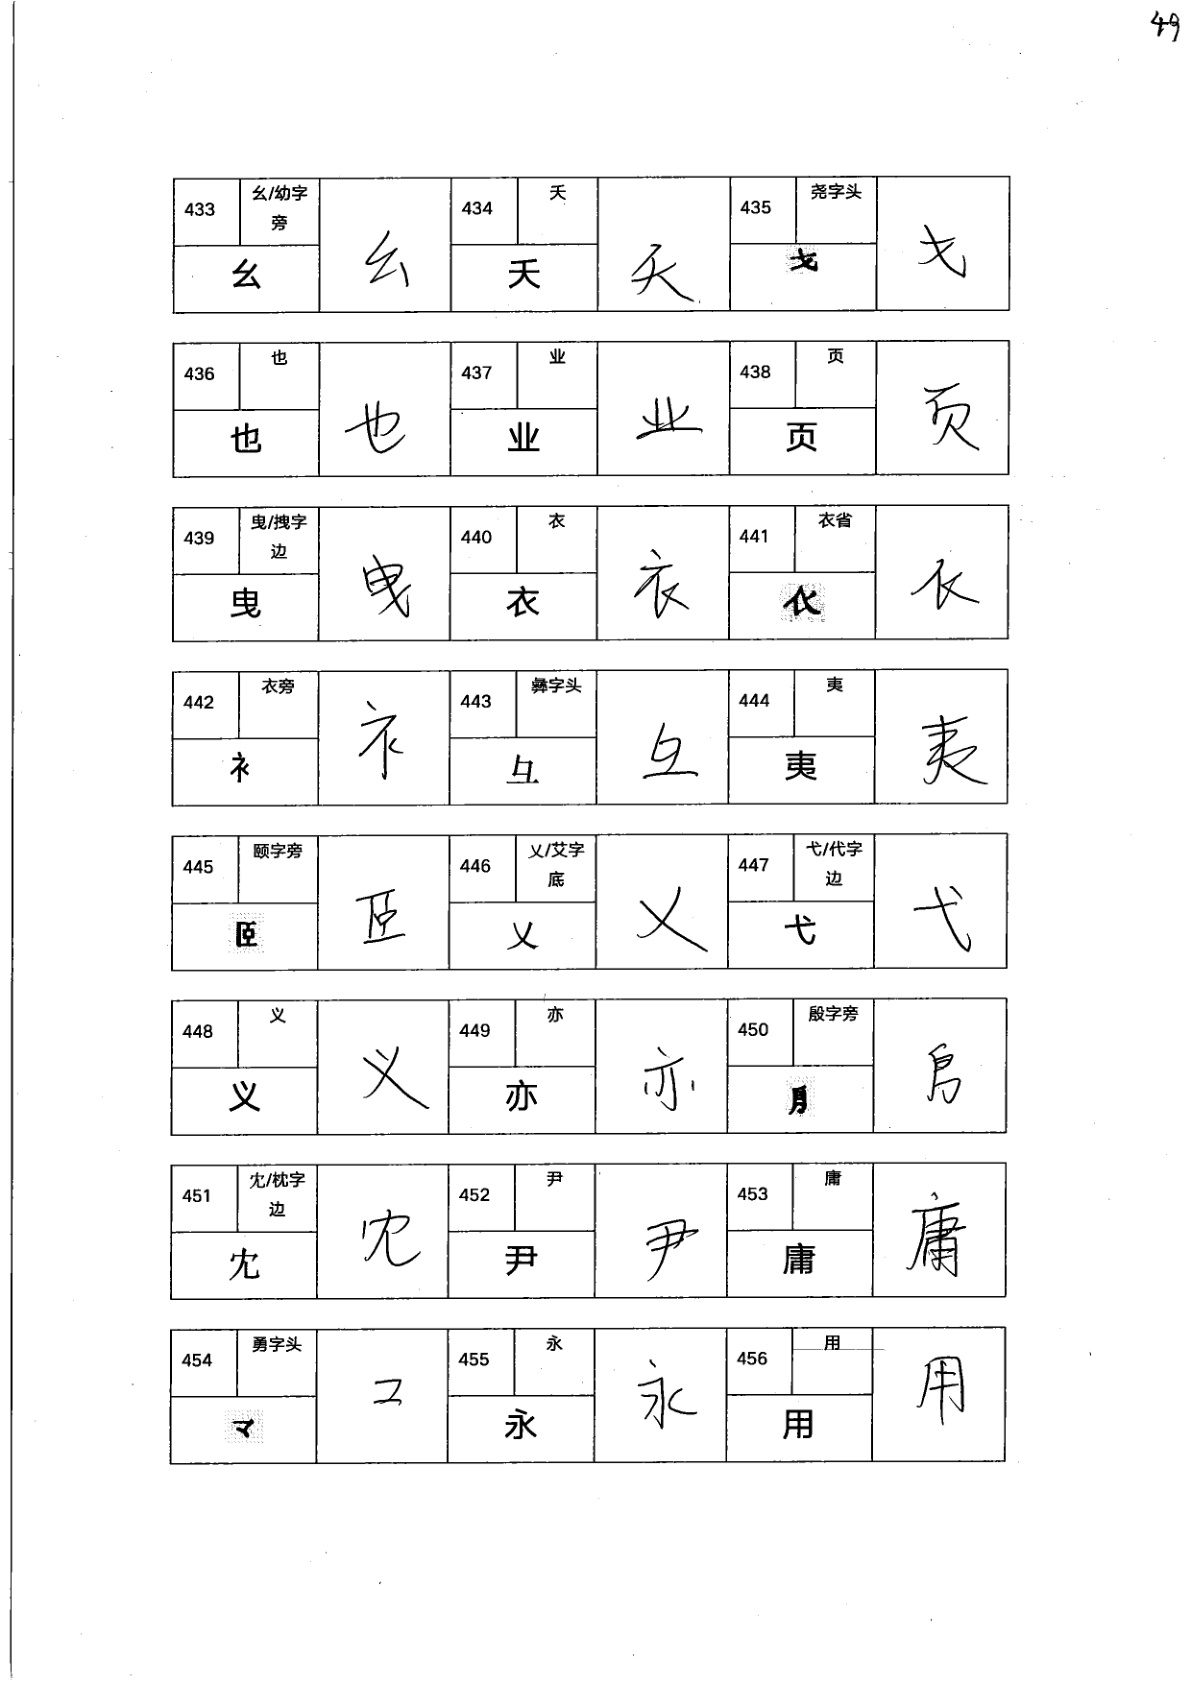 49
433 幺/幼字旁 幺 幺 434 天 天 天 435 尧字头
436 也 也 也 437 业 业 业 438 页 页 页
439 曳/拽字边 曳 曳 440 衣 衣 衣 441 衣省
442 衣旁 衤 衤 443 彝字头 彑 彑 444 夷 夷 夷
445 颐字旁 𦣞 𦣞 446 乂/艾字底 乂 乂 447 弋/代字边 弋 弋
448 义 义 义 449 亦 亦 亦 450 殷字旁
451 冘/枕字边 冘 冘 452 尹 尹 尹 453 庸 庸 庸
454 勇字头 龴 455 永 永 永 456 用 用 用